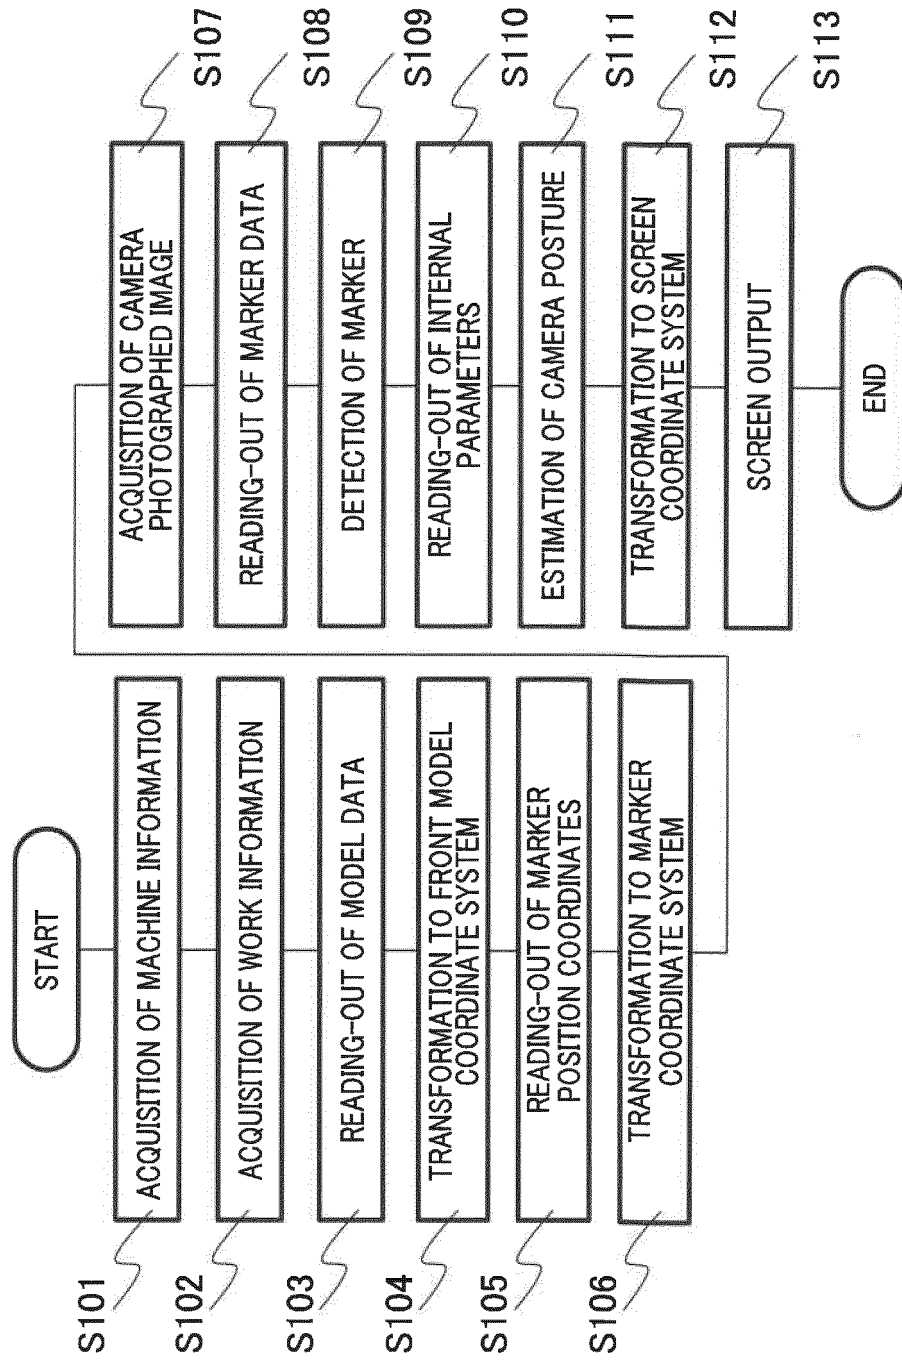 START
S101
ACQUISITION OF MACHINE INFORMATION
S102
ACQUISITION OF WORK INFORMATION
S103
READING-OUT OF MODEL DATA
S104
TRANSFORMATION TO FRONT MODEL
COORDINATE SYSTEM
S105
READING-OUT OF MARKER
POSITION COORDINATES
S106
TRANSFORMATION TO MARKER
COORDINATE SYSTEM
ACQUISITION OF CAMERA
PHOTOGRAPHED IMAGE
S107
READING-OUT OF MARKER DATA
S108
DETECTION OF MARKER
S109
READING-OUT OF INTERNAL
PARAMETERS
S110
ESTIMATION OF CAMERA POSTURE
S111
TRANSFORMATION TO SCREEN
COORDINATE SYSTEM
S112
SCREEN OUTPUT
S113
END